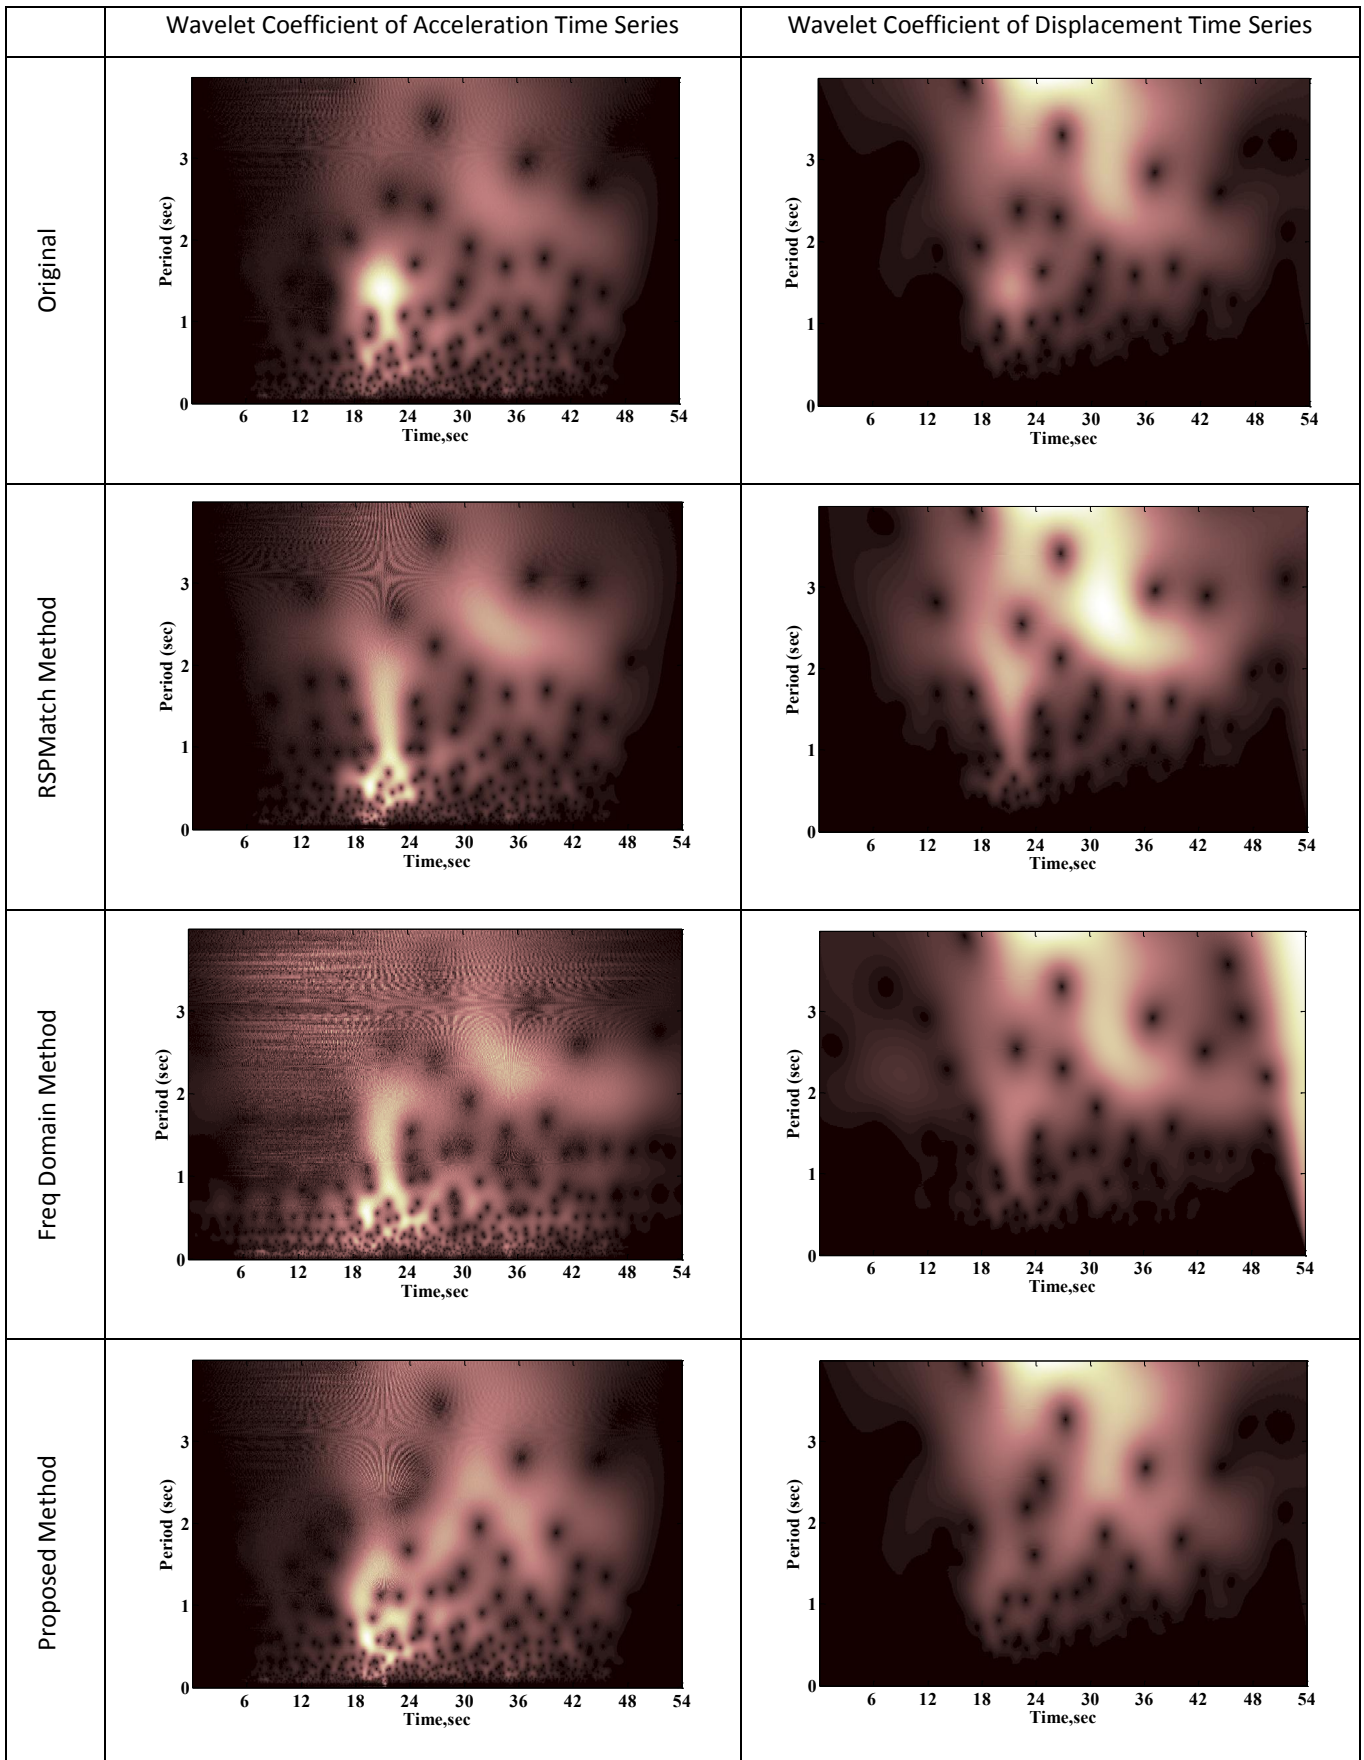 Wavelet Coefficient of Acceleration Time Series
Wavelet Coefficient of Displacement Time Series
Original
Period (sec)
3
2
1
0
6 12 18 24 30 36 42 48 54
Time,sec
Period (sec)
3
2
1
0
6 12 18 24 30 36 42 48 54
Time,sec
RSPMatch Method
Period (sec)
3
2
1
0
6 12 18 24 30 36 42 48 54
Time,sec
Period (sec)
3
2
1
0
6 12 18 24 30 36 42 48 54
Time,sec
Freq Domain Method
Period (sec)
3
2
1
0
6 12 18 24 30 36 42 48 54
Time,sec
Period (sec)
3
2
1
0
6 12 18 24 30 36 42 48 54
Time,sec
Proposed Method
Period (sec)
3
2
1
0
6 12 18 24 30 36 42 48 54
Time,sec
Period (sec)
3
2
1
0
6 12 18 24 30 36 42 48 54
Time,sec